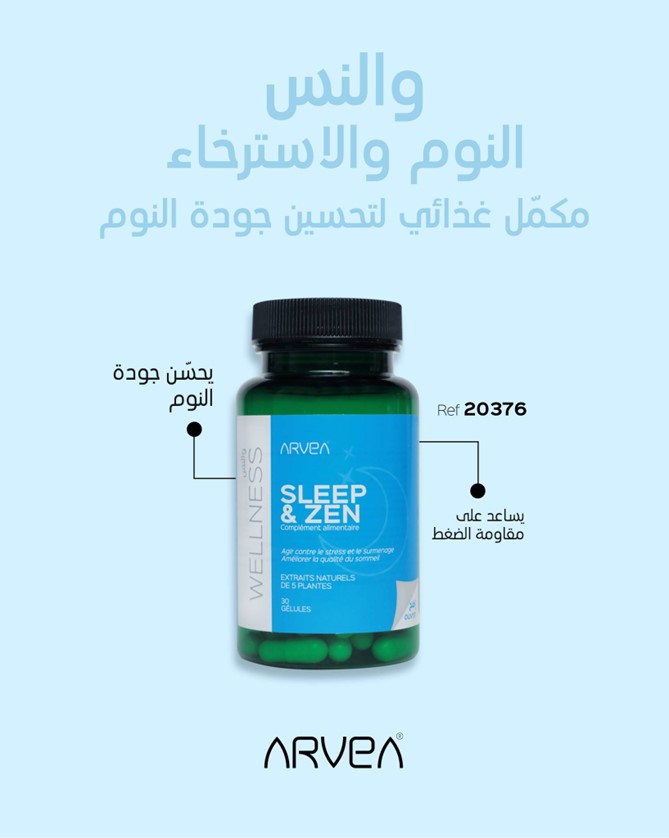 والنس
النوم والاسترخاء
مكمّل غذائي لتحسين جودة النوم
يحسّن جودة
النوم
Ref 20376
يساعد على
مقاومة الضغط
WELLNESS
والنس
ARVEA
SLEEP
& ZEN
Complément alimentaire
Agir contre le stress et le surmenage
Améliorer la qualité du sommeil
EXTRAITS NATURELS
DE 5 PLANTES
30
GÉLULES
ARVEA®